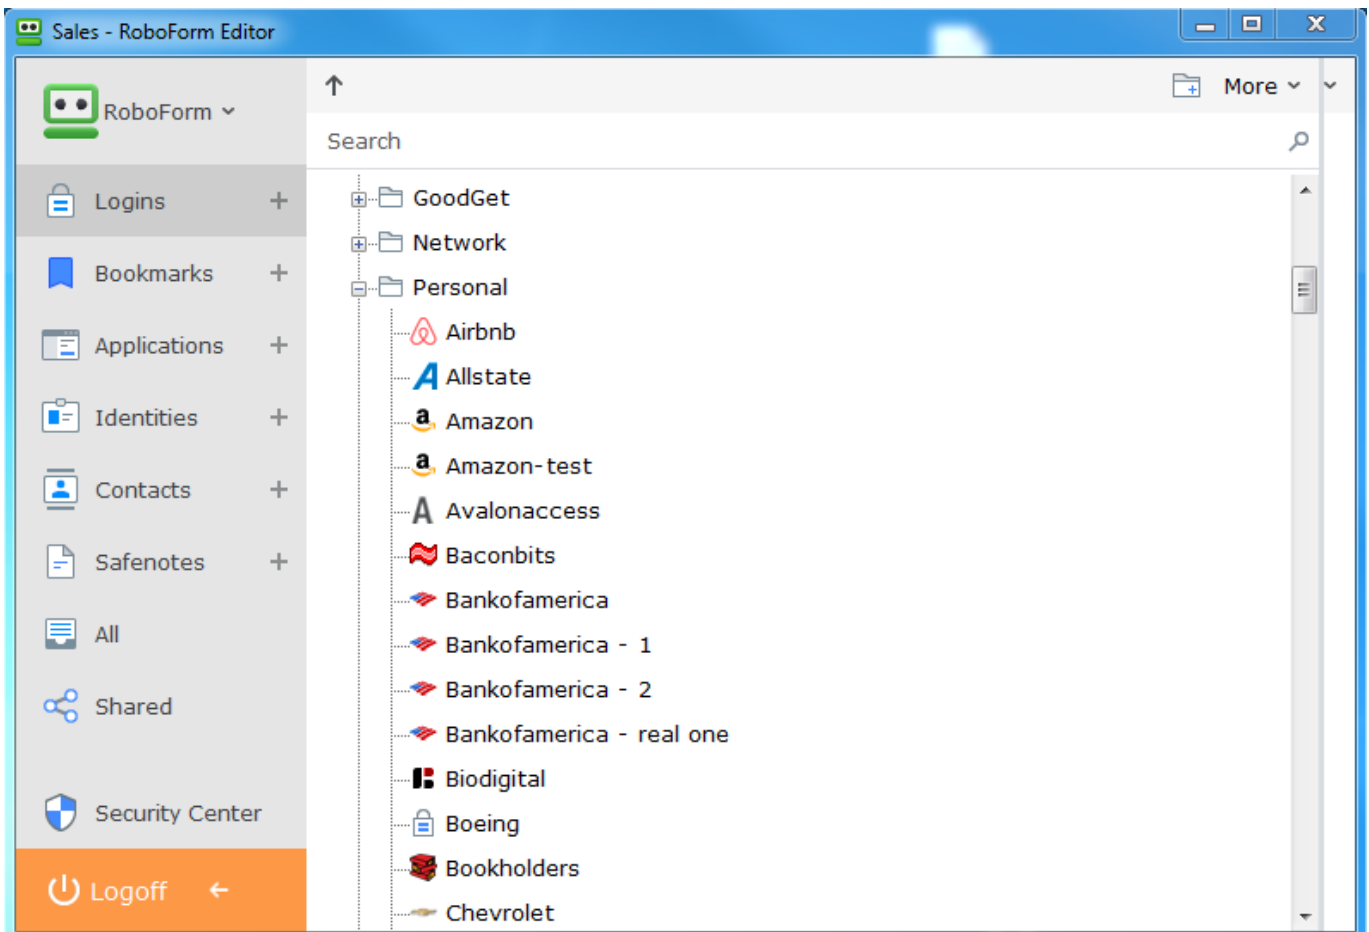 Sales - RoboForm Editor
RoboForm
More
Search
Logins
Bookmarks
Applications
Identities
Contacts
Safenotes
All
Shared
Security Center
Logoff
GoodGet
Network
Personal
Airbnb
Allstate
Amazon
Amazon-test
Avalonaccess
Baconbits
Bankofamerica
Bankofamerica - 1
Bankofamerica - 2
Bankofamerica - real one
Biodigital
Boeing
Bookholders
Chevrolet